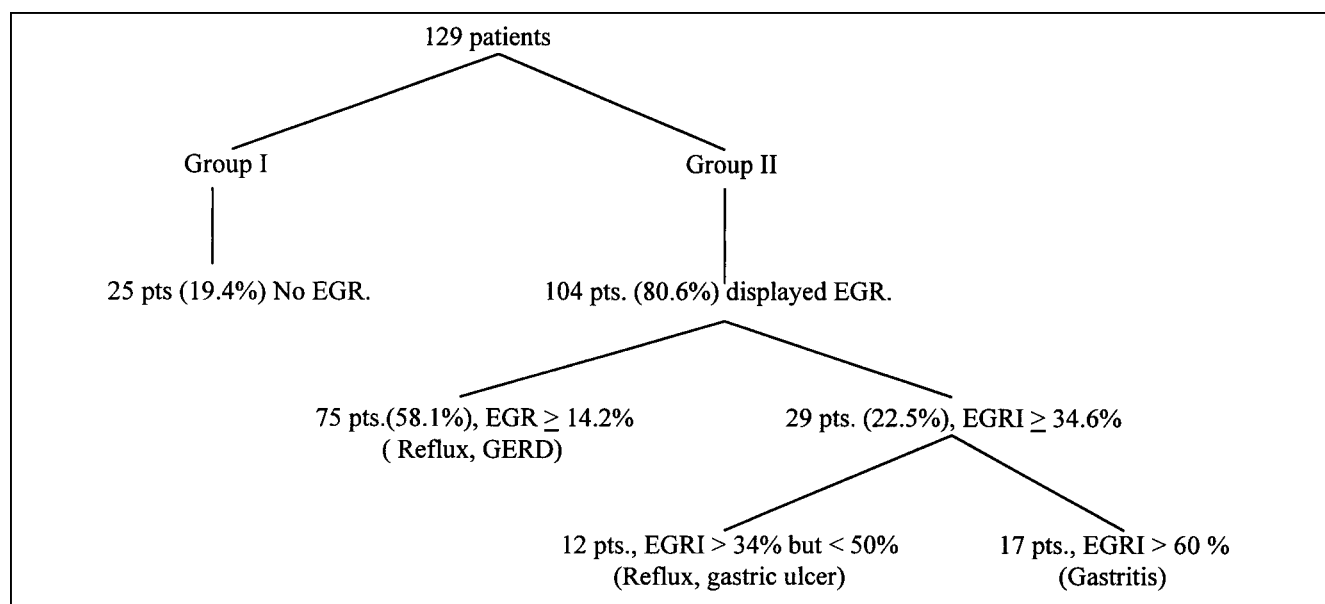 129 patients
Group I
Group II
25 pts (19.4%) No EGR.
104 pts. (80.6%) displayed EGR.
75 pts.(58.1%), EGR ≥ 14.2%
( Reflux, GERD)
29 pts. (22.5%), EGRI ≥ 34.6%
12 pts., EGRI > 34% but < 50%
(Reflux, gastric ulcer)
17 pts., EGRI > 60 %
(Gastritis)